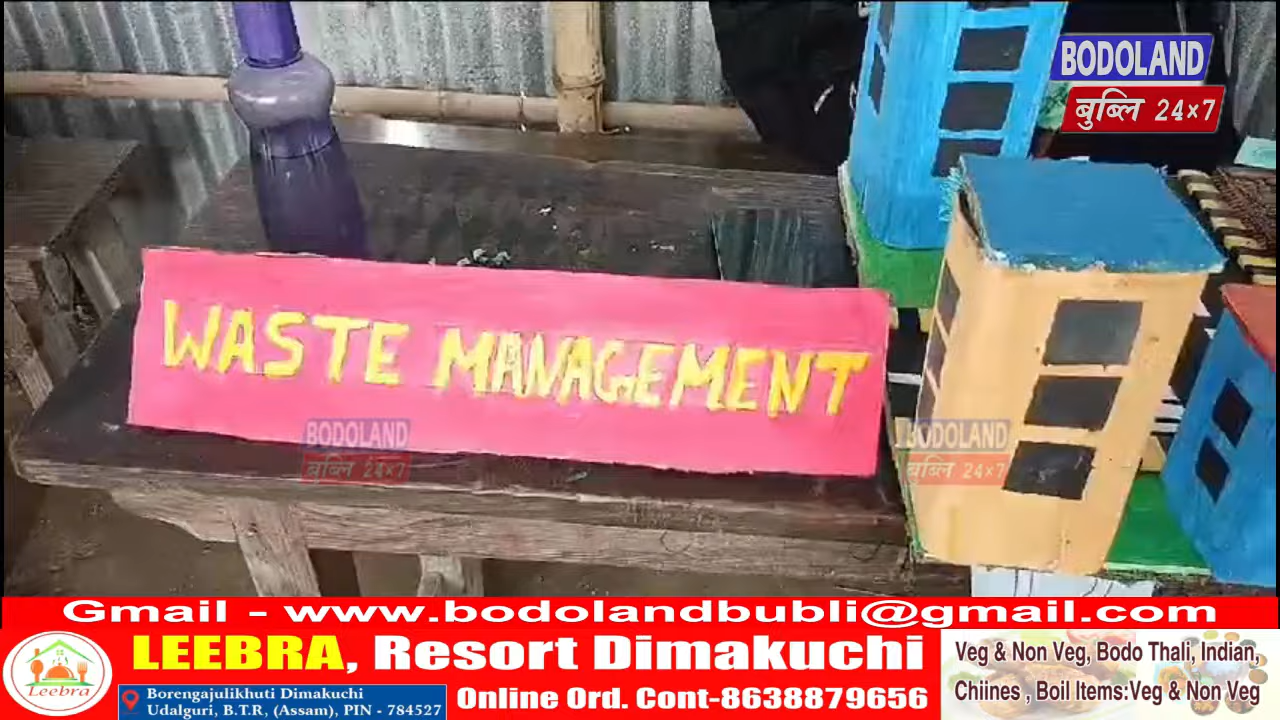 BODOLAND
बुब्लि 24×7
WASTE MANAGEMENT
BODOLAND
बुब्लि 24×7
BODOLAND
बुब्लि 24×7
Gmail - www.bodolandbubli@gmail.com
LEEBRA, Resort Dimakuchi
Leebra
Borengajulikhuti Dimakuchi
Udalguri, B.T.R, (Assam), PIN - 784527
Online Ord. Cont-8638879656
Veg & Non Veg, Bodo Thali, Indian,
Chiines , Boil Items:Veg & Non Veg